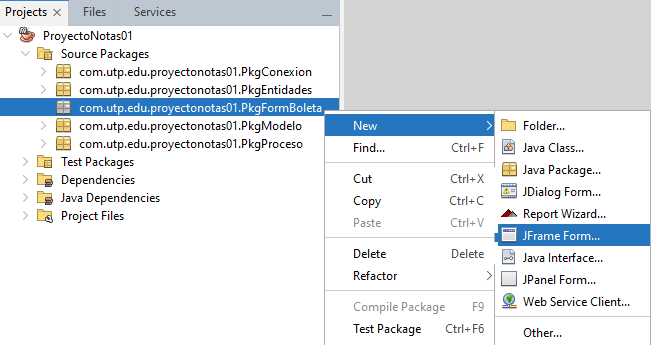 Projects × Files Services
ProyectoNotas01
Source Packages
com.utp.edu.proyectonotas01.PkgConexion
com.utp.edu.proyectonotas01.PkgEntidades
com.utp.edu.proyectonotas01.PkgFormBoleta
com.utp.edu.proyectonotas01.PkgModelo
com.utp.edu.proyectonotas01.PkgProceso
Test Packages
Dependencies
Java Dependencies
Project Files
New
Find... Ctrl+F
Cut Ctrl+X
Copy Ctrl+C
Paste Ctrl+V
Delete Delete
Refactor
Compile Package F9
Test Package Ctrl+F6
Folder...
Java Class...
Java Package...
JDialog Form...
Report Wizard...
JFrame Form...
Java Interface...
JPanel Form...
Web Service Client...
Other...